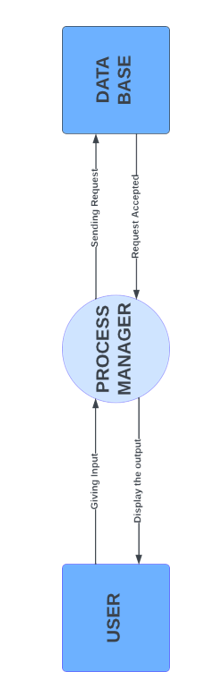 DATA
BASE
Sending Request
Request Accepted
PROCESS
MANAGER
Giving Input
Display the output
USER